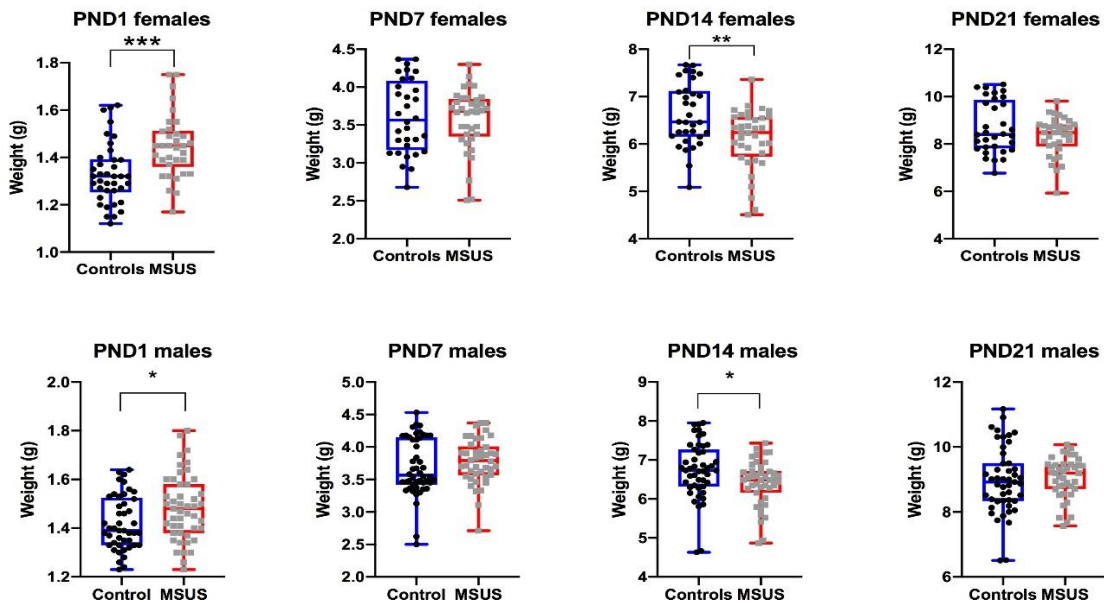 PND1 females
PND7 females
PND14 females
PND21 females
***
**
Weight (g)
1.8
1.6
1.4
1.2
1.0
Controls MSUS
Weight (g)
4.5
4.0
3.5
3.0
2.5
2.0
Controls MSUS
Weight (g)
8
7
6
5
4
Controls MSUS
Weight (g)
12
10
8
6
4
Controls MSUS
PND1 males
PND7 males
PND14 males
PND21 males
*
*
Weight (g)
2.0
1.8
1.6
1.4
1.2
Control MSUS
Weight (g)
5.0
4.5
4.0
3.5
3.0
2.5
2.0
Control MSUS
Weight (g)
9
8
7
6
5
4
Controls MSUS
Weight (g)
12
10
8
6
Controls MSUS